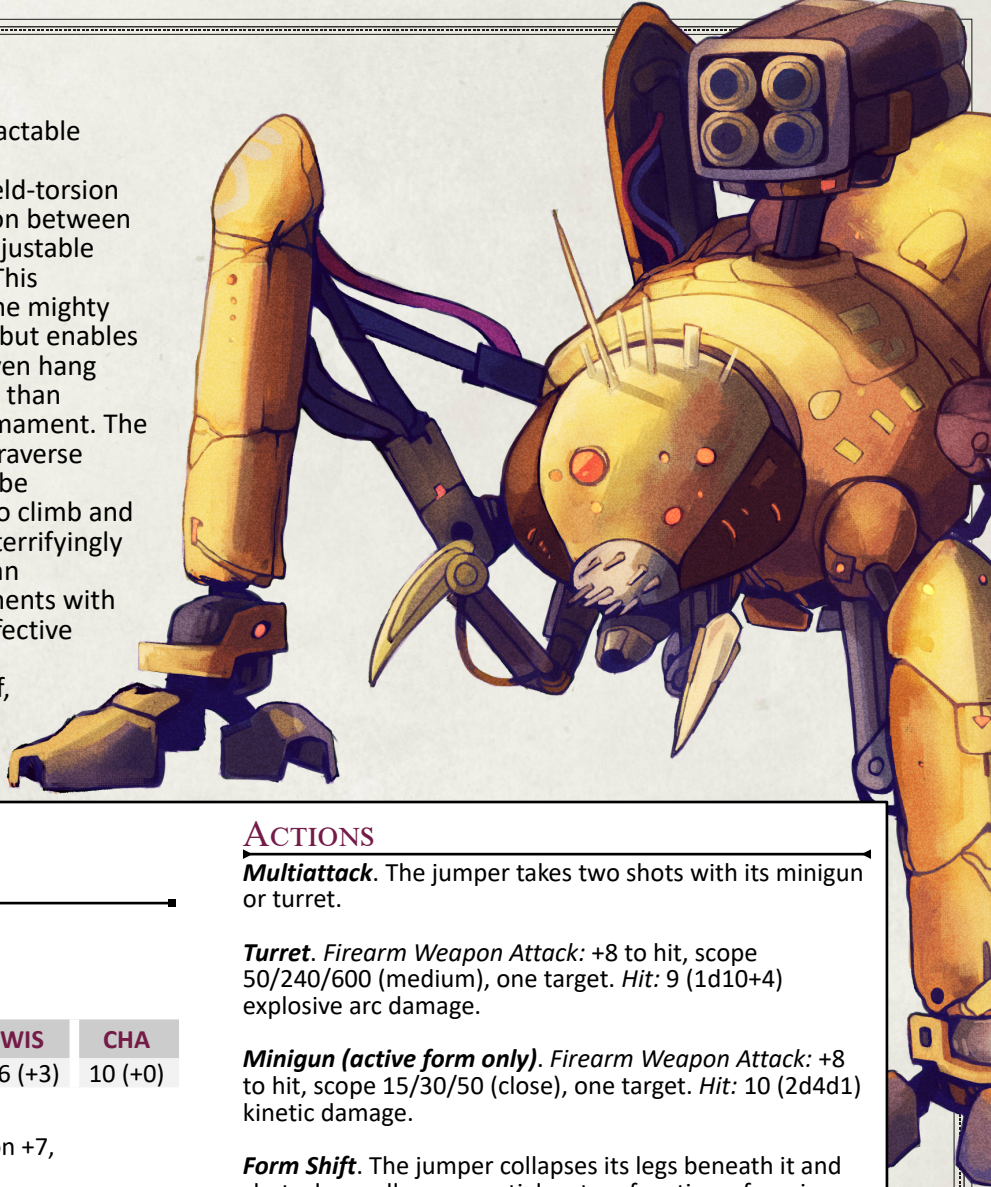 actable
eld-torsion
on between
justable
This
he mighty
but enables
ven hang
than
mament. The
raverse
be
o climb and
terrifyingly
an
ments with
fective
f,
WIS CHA
6 (+3) 10 (+0)
on +7,
ACTIONS
Multiattack. The jumper takes two shots with its minigun
or turret.
Turret. Firearm Weapon Attack: +8 to hit, scope
50/240/600 (medium), one target. Hit: 9 (1d10+4)
explosive arc damage.
Minigun (active form only). Firearm Weapon Attack: +8
to hit, scope 15/30/50 (close), one target. Hit: 10 (2d4d1)
kinetic damage.
Form Shift. The jumper collapses its legs beneath it and